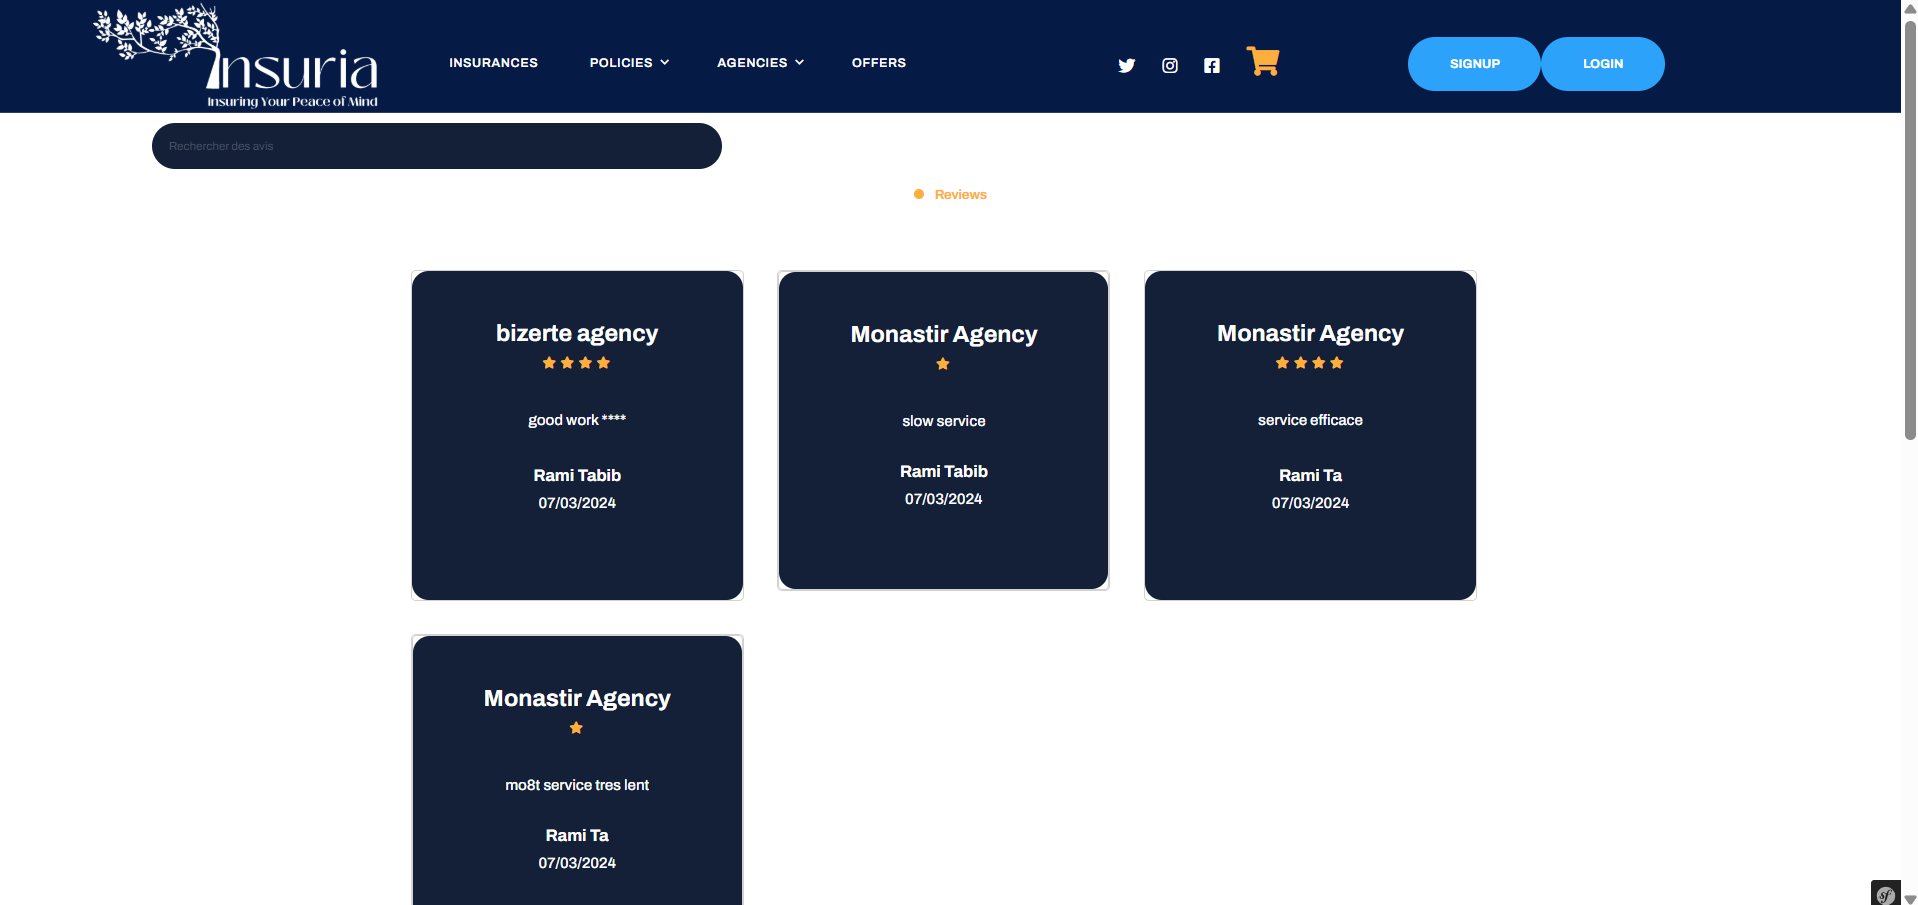 Insuria
Insuring Your Peace of Mind
INSURANCES
POLICIES
AGENCIES
OFFERS
SIGNUP
LOGIN
Rechercher des avis
Reviews
bizerte agency
good work ****
Rami Tabib
07/03/2024
Monastir Agency
slow service
Rami Tabib
07/03/2024
Monastir Agency
service efficace
Rami Ta
07/03/2024
Monastir Agency
mo8t service tres lent
Rami Ta
07/03/2024
sf